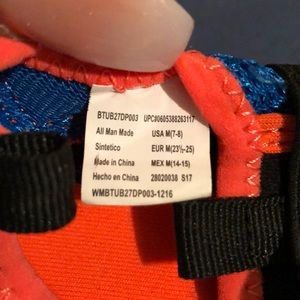 BTUB27DP003 UPC#0605388263117
All Man Made USA M(7-8)
Sintetico EUR M(23½-25)
Made in China MEX M(14-15)
Hecho en China 28020038 S17
WMBTUB27DP003-1216